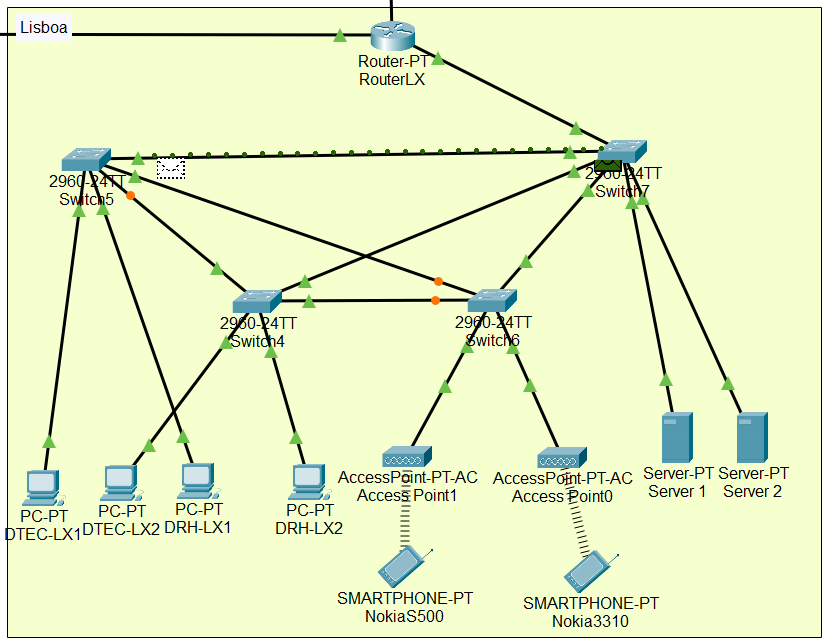 Lisboa
Router-PT
RouterLX
2960-24TT
Switch5
2960-24TT
Switch7
2960-24TT
Switch4
2960-24TT
Switch6
PC-PT
DTEC-LX1
PC-PT
DTEC-LX2
PC-PT
DRH-LX1
PC-PT
DRH-LX2
AccessPoint-PT-AC
Access Point1
AccessPoint-PT-AC
Access Point0
Server-PT
Server 1
Server-PT
Server 2
SMARTPHONE-PT
NokiaS500
SMARTPHONE-PT
Nokia3310